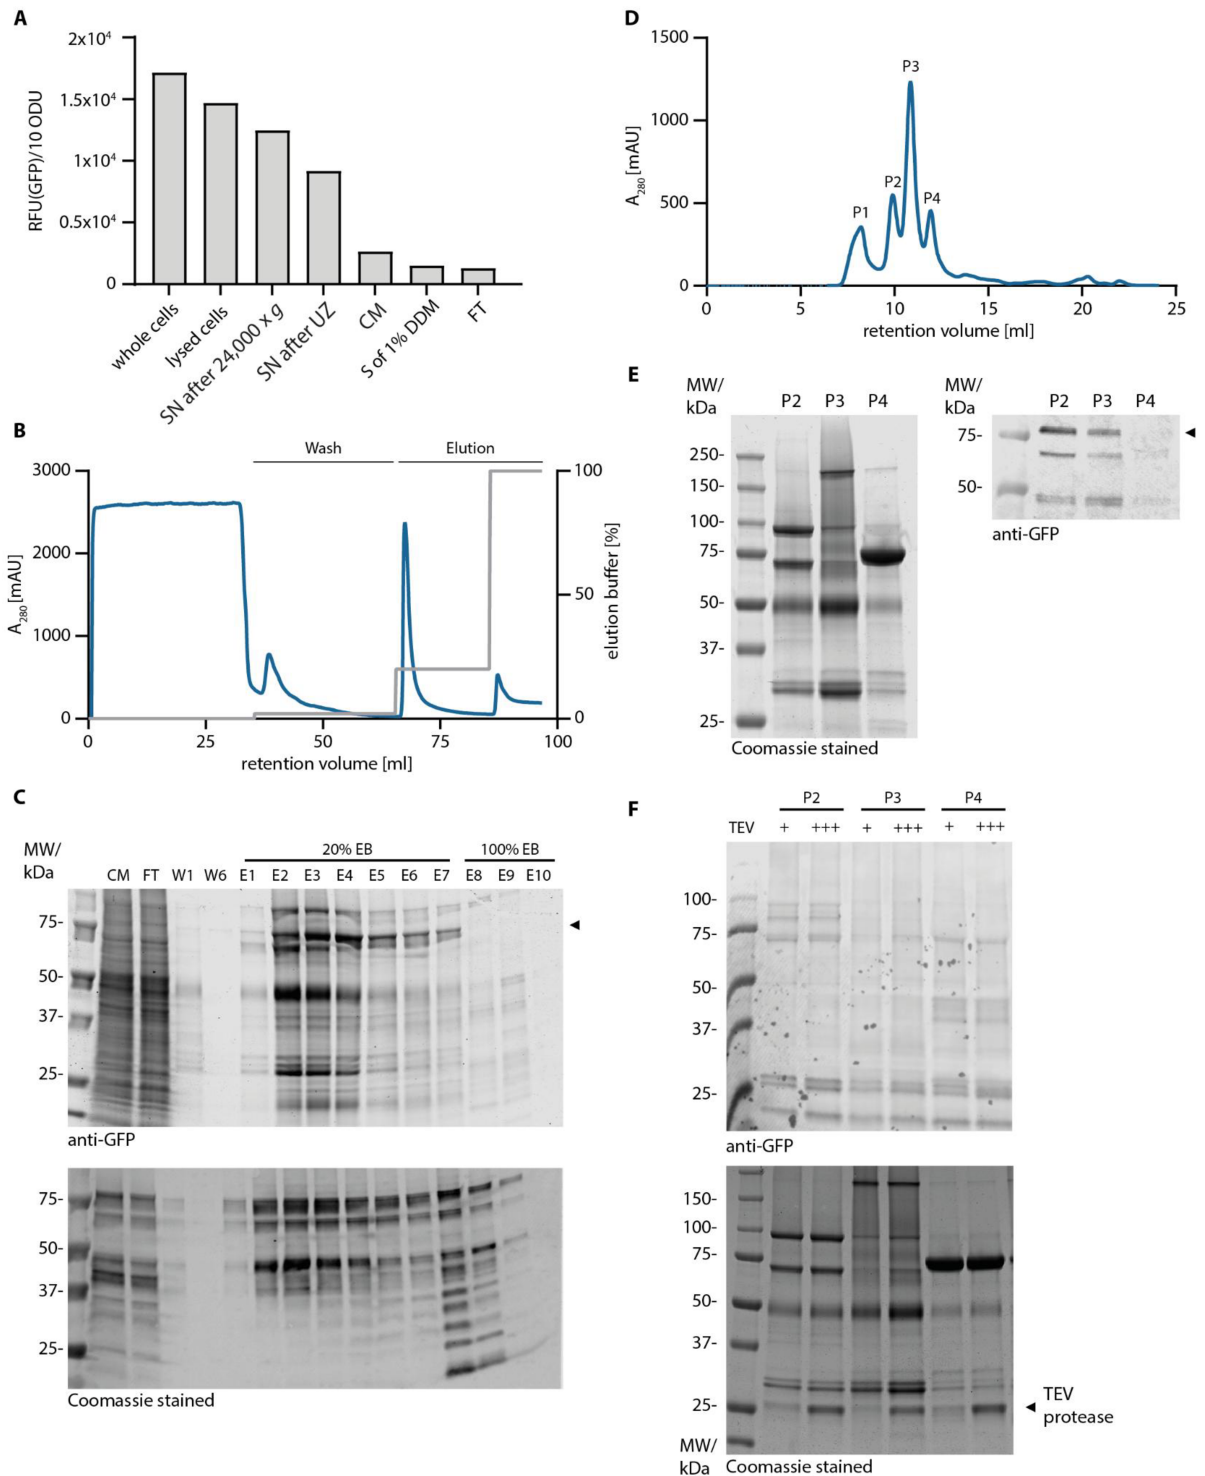 A
2x10⁴
1.5x10⁴
1x10⁴
0.5x10⁴
0
RFU(GFP)/10 ODU
whole cells
lysed cells
SN after 24,000 x g
SN after UZ
CM
S of 1% DDM
FT
B
Wash
Elution
3000
2000
1000
0
A₂₈₀ [mAU]
100
50
0
elution buffer [%]
0
25
50
75
100
retention volume [ml]
C
MW/
kDa
20% EB
100% EB
CM FT W1 W6 E1 E2 E3 E4 E5 E6 E7 E8 E9 E10
75-
50-
37-
25-
anti-GFP
75-
50-
37-
25-
Coomassie stained
D
1500
1000
500
0
A₂₈₀ [mAU]
P1
P2
P3
P4
0
5
10
15
20
25
retention volume [ml]
E
MW/
kDa
P2 P3 P4
250-
150-
100-
75-
50-
37-
25-
Coomassie stained
MW/
kDa
P2 P3 P4
75-
50-
anti-GFP
F
P2 P3 P4
TEV + +++ + +++ + +++
100-
75-
50-
37-
25-
anti-GFP
150-
100-
75-
50-
37-
25-
TEV
protease
MW/
kDa
Coomassie stained